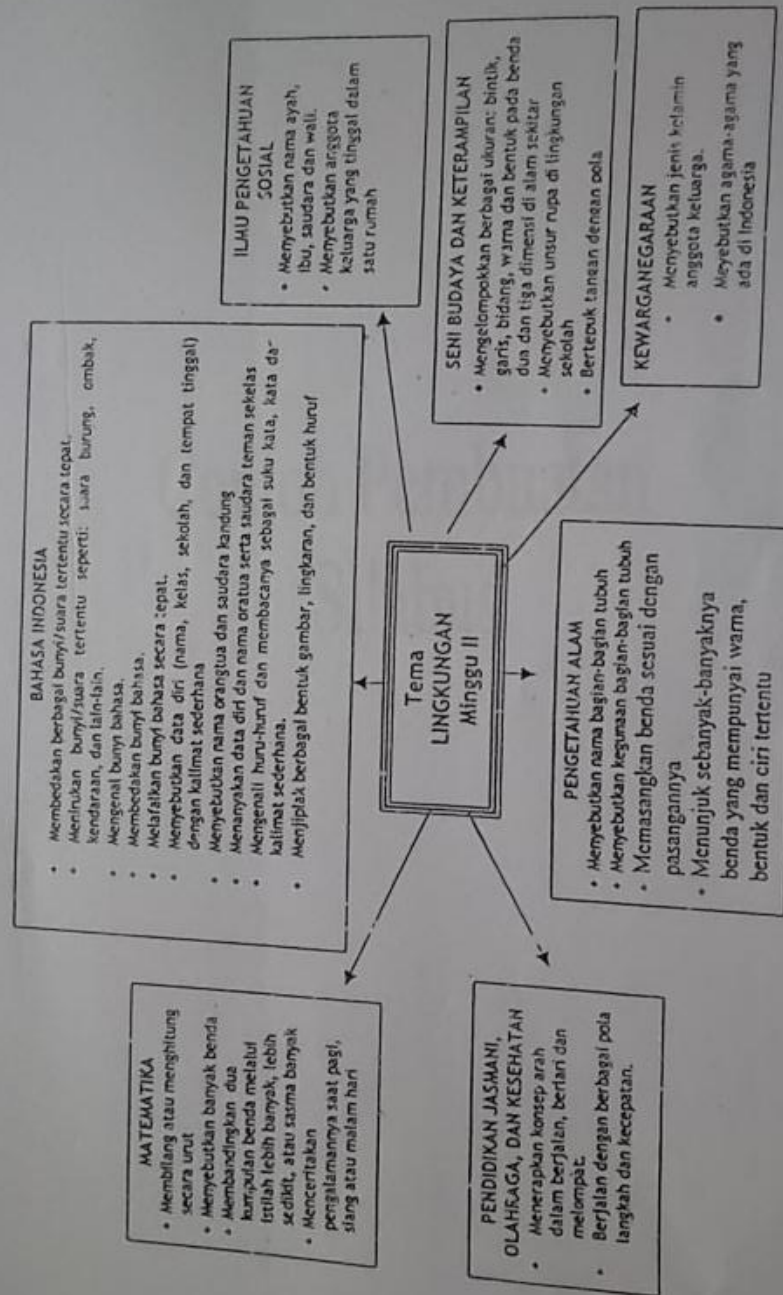 BAHASA INDONESIA
• Membedakan berbagai bunyi/suara tertentu secara tepat.
• Menirukan bunyi/suara tertentu seperti: suara burung, ombak,
kendaraan, dan lain-lain.
• Mengenal bunyi bahasa.
• Membedakan bunyi bahasa.
• Melafalkan bunyi bahasa secara tepat.
• Menyebutkan data diri (nama, kelas, sekolah, dan tempat tinggal)
dengan kalimat sederhana
• Menyebutkan nama orangtua dan saudara kandung
• Menanyakan data diri dan nama oratua serta saudara teman sekelas
• Mengenali huru-huruf dan membacanya sebagai suku kata, kata da-
kalimat sederhana.
• Menjiplak berbagai bentuk gambar, lingkaran, dan bentuk huruf
MATEMATIKA
• Membilang atau menghitung
secara urut
• Menyebutkan banyak benda
• Membandingkan dua
kumpulan benda melalui
istilah lebih banyak, lebih
sedikit, atau sasma banyak
• Menceritakan
pengalamannya saat pagi,
siang atau malam hari
Tema
LINGKUNGAN
Minggu II
ILMU PENGETAHUAN
SOSIAL
• Menyebutkan nama ayah,
ibu, saudara dan wali.
• Menyebutkan anggota
keluarga yang tinggal dalam
satu rumah
SENI BUDAYA DAN KETERAMPILAN
• Mengelompokkan berbagai ukuran: bintik,
garis, bidang, warna dan bentuk pada benda
dua dan tiga dimensi di alam sekitar
• Menyebutkan unsur rupa di lingkungan
sekolah
• Bertepuk tangan dengan pola
PENDIDIKAN JASMANI,
OLAHRAGA, DAN KESEHATAN
• Menerapkan konsep arah
dalam berjalan, berlari dan
melompat.
• Berjalan dengan berbagai pola
langkah dan kecepatan.
PENGETAHUAN ALAM
• Menyebutkan nama bagian-bagian tubuh
• Menyebutkan kegunaan bagian-bagian tubuh
• Memasangkan benda sesuai dengan
pasangannya
• Menunjuk sebanyak-banyaknya
benda yang mempunyai warna,
bentuk dan ciri tertentu
KEWARGANEGARAAN
• Menyebutkan jenis kelamin
anggota keluarga.
• Meyebutkan agama-agama yang
ada di Indonesia